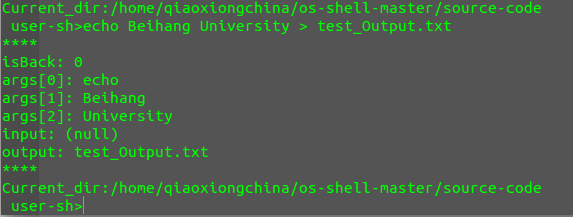 Current_dir:/home/qiaoxiongchina/os-shell-master/source-code
user-sh>echo Beihang University > test_Output.txt
****
isBack: 0
args[0]: echo
args[1]: Beihang
args[2]: University
input: (null)
output: test_Output.txt
****
Current_dir:/home/qiaoxiongchina/os-shell-master/source-code
user-sh>